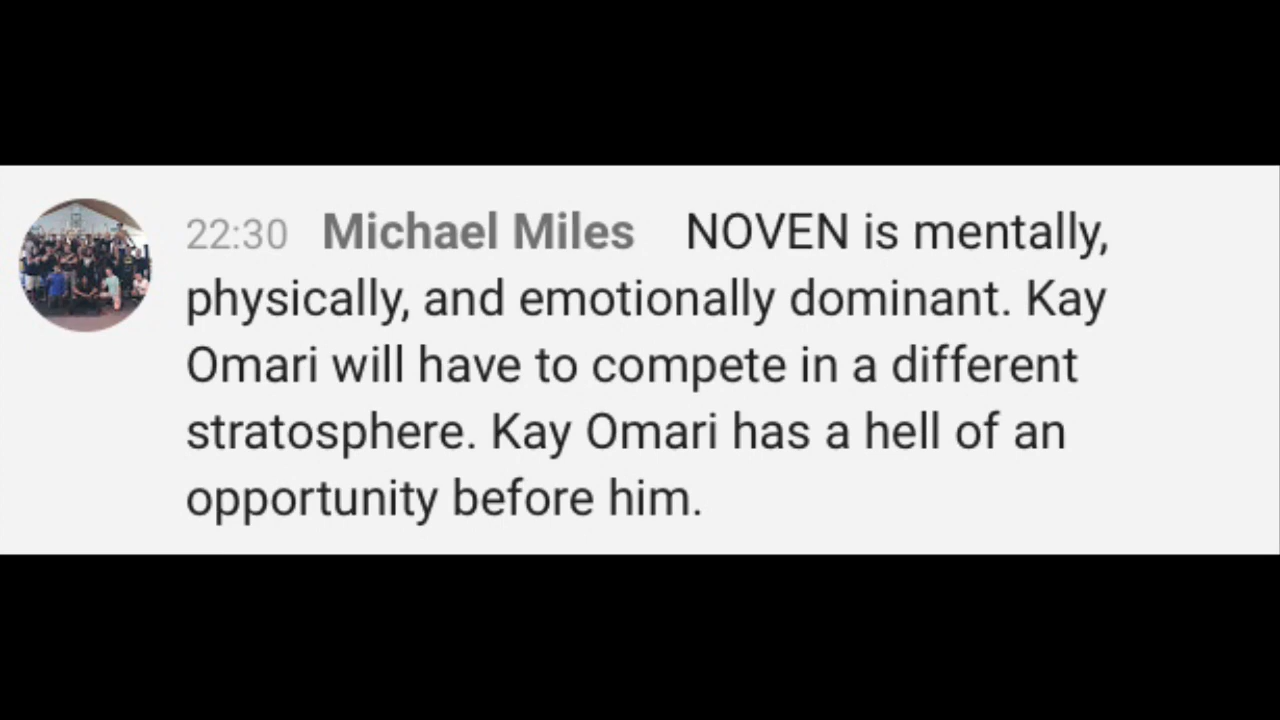 22:30 Michael Miles NOVEN is mentally,
physically, and emotionally dominant. Kay
Omari will have to compete in a different
stratosphere. Kay Omari has a hell of an
opportunity before him.